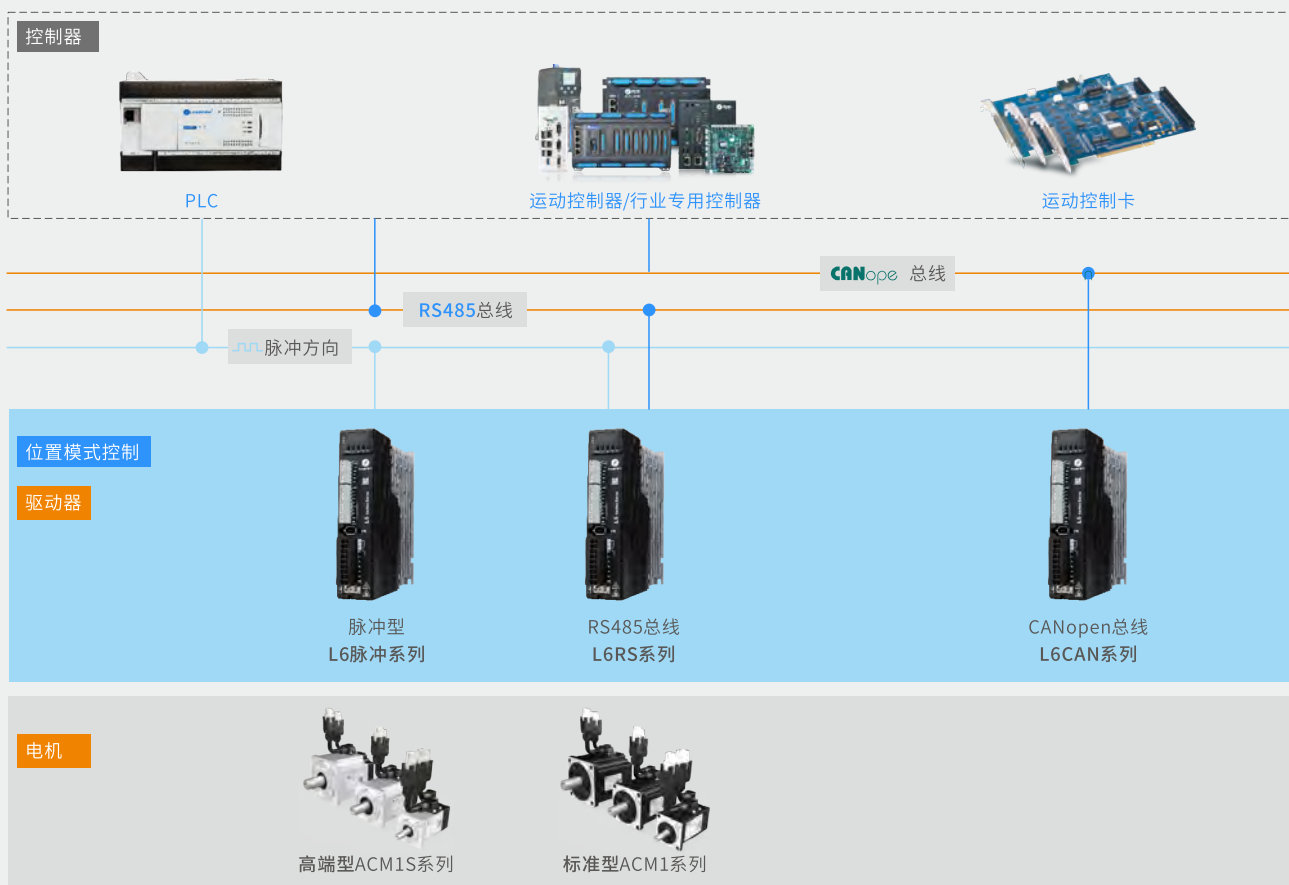 控制器
PLC
运动控制器/行业专用控制器
运动控制卡
CANope 总线
RS485总线
脉冲方向
位置模式控制
驱动器
脉冲型
L6脉冲系列
RS485总线
L6RS系列
CANopen总线
L6CAN系列
电机
高端型ACM1S系列
标准型ACM1系列